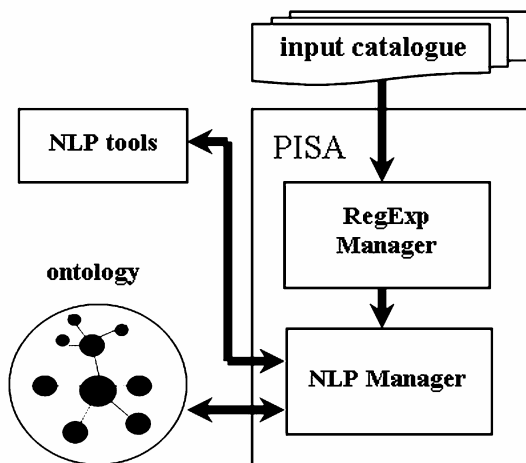 input catalogue
NLP tools
PISA
RegExp
Manager
ontology
NLP Manager